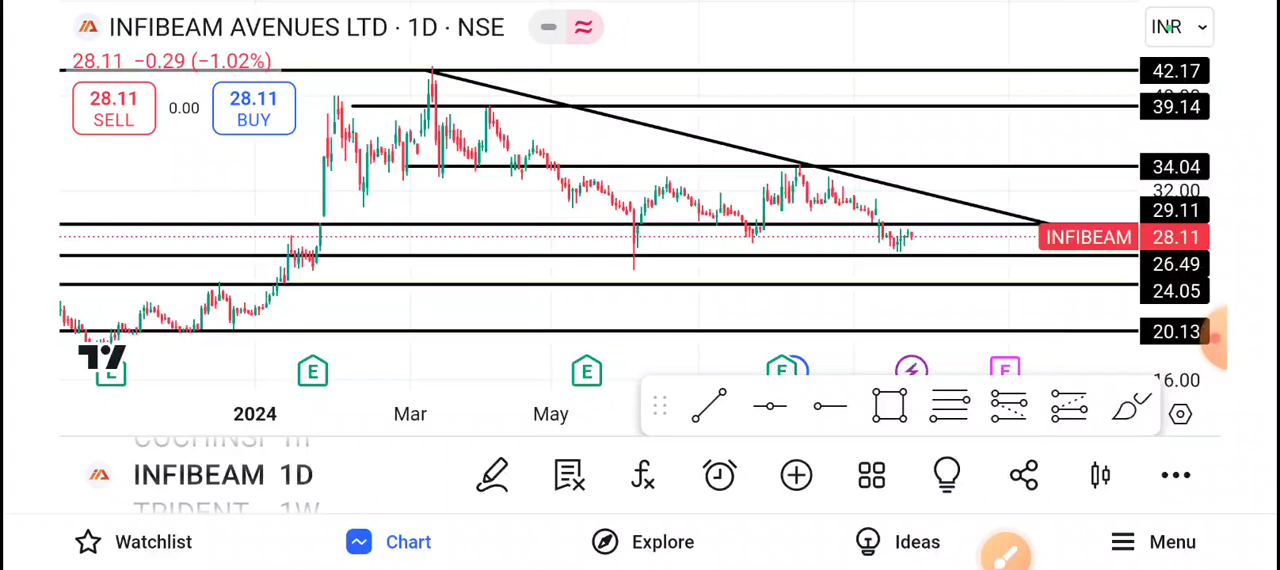 INFIBEAM AVENUES LTD · 1D · NSE
INR
28.11 −0.29 (−1.02%)
42.17
28.11
SELL
0.00
28.11
BUY
39.14
34.04
32.00
29.11
INFIBEAM 28.11
26.49
24.05
20.13
E
E
E
16.00
2024 Mar May
INFIBEAM 1D
TRIDENT 1W
Watchlist Chart Explore Ideas Menu